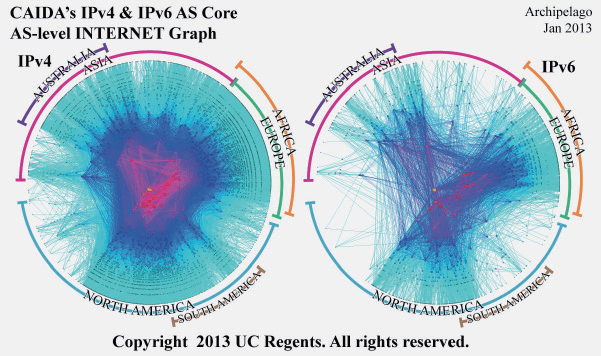 CAIDA's IPv4 & IPv6 AS Core
AS-level INTERNET Graph
Archipelago
Jan 2013
IPv4
AUSTRALIA
ASIA
AFRICA
EUROPE
NORTH AMERICA
SOUTH AMERICA
IPv6
AUSTRALIA
ASIA
AFRICA
EUROPE
NORTH AMERICA
SOUTH AMERICA
Copyright 2013 UC Regents. All rights reserved.